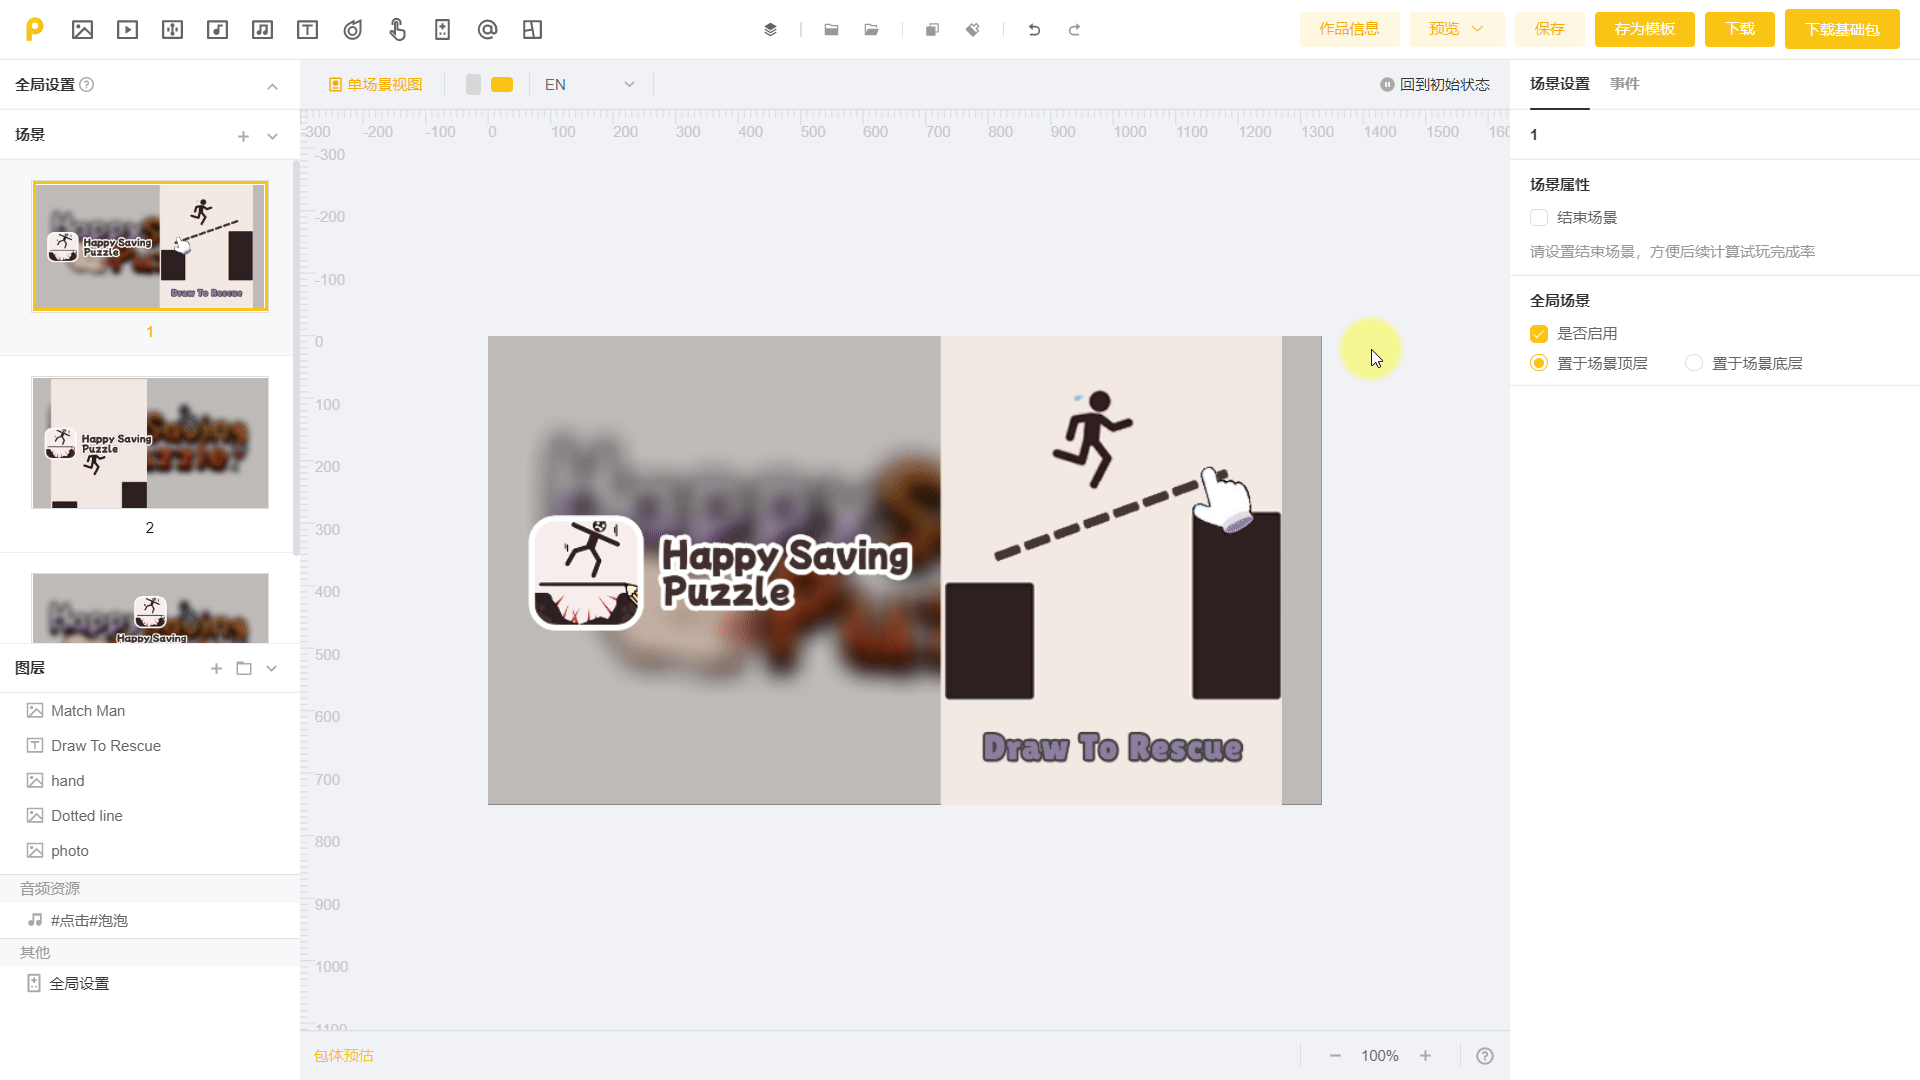 作品信息
预览
保存
存为模板
下载
下载基础包
全局设置
单场景视图
EN
回到初始状态
场景设置
事件
场景
-300 -200 -100 0 100 200 300 400 500 600 700 800 900 1000 1100 1200 1300 1400 1500
1
-300
-200
-100
0
100
200
300
400
500
600
700
800
900
1000
1100
场景属性
结束场景
请设置结束场景，方便后续计算试玩完成率
全局场景
是否启用
置于场景顶层
置于场景底层
Happy Saving
Puzzle
Draw To Rescue
1
Happy Saving
Puzzle
2
Happy Saving
Happy Saving
Puzzle
Draw To Rescue
图层
Match Man
Draw To Rescue
hand
Dotted line
photo
音频资源
#点击#泡泡
其他
全局设置
包体预估
100%